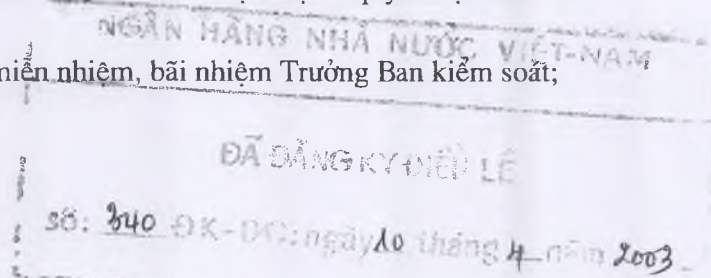 NGÂN HÀNG NHÀ NƯỚC VIỆT-NAM
miễn nhiệm, bãi nhiệm Trưởng Ban kiểm soát;
ĐÃ ĐĂNG KÝ ĐIỀU LỆ
số: 340 ĐK-ĐC: ngày 10 tháng 4 năm 2003